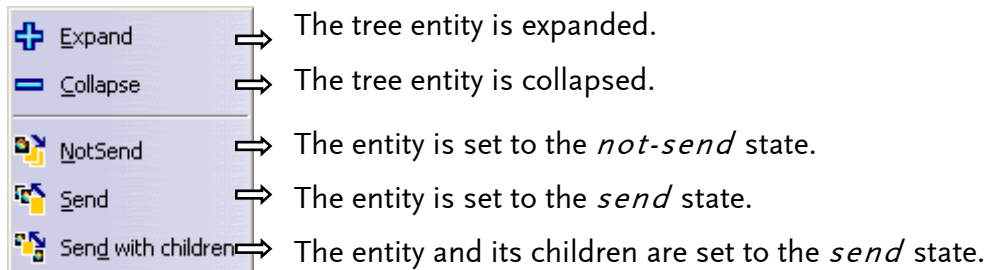 Expand The tree entity is expanded.
Collapse The tree entity is collapsed.
NotSend The entity is set to the not-send state.
Send The entity is set to the send state.
Send with children The entity and its children are set to the send state.